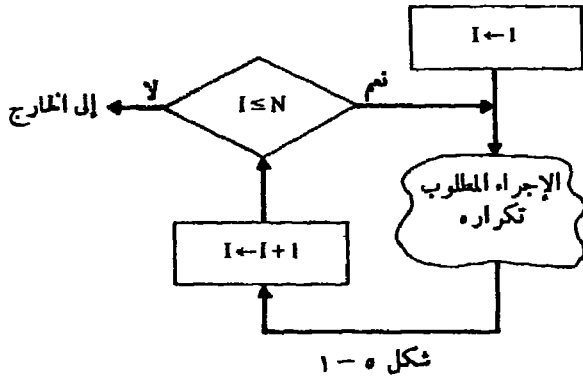 I←1
نعم
I ≤ N
لا
إلى الخارج
الإجراء المطلوب
تكراره
I←I+1
شكل ٥ – ١